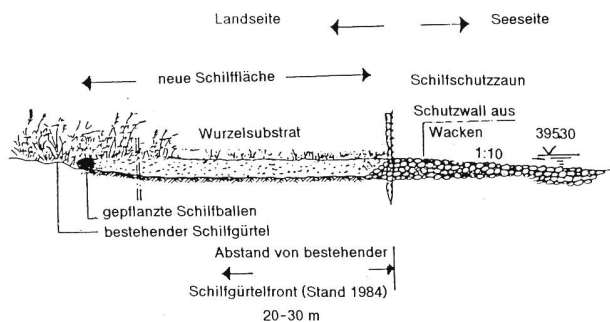 Landseite Seeseite
neue Schilffläche Schilfschutzzaun
Schutzwall aus
Wurzelsubstrat Wacken 39530
1:10
gepflanzte Schilfballen
bestehender Schilfgürtel
Abstand von bestehender
Schilfgürtelfront (Stand 1984)
20-30 m